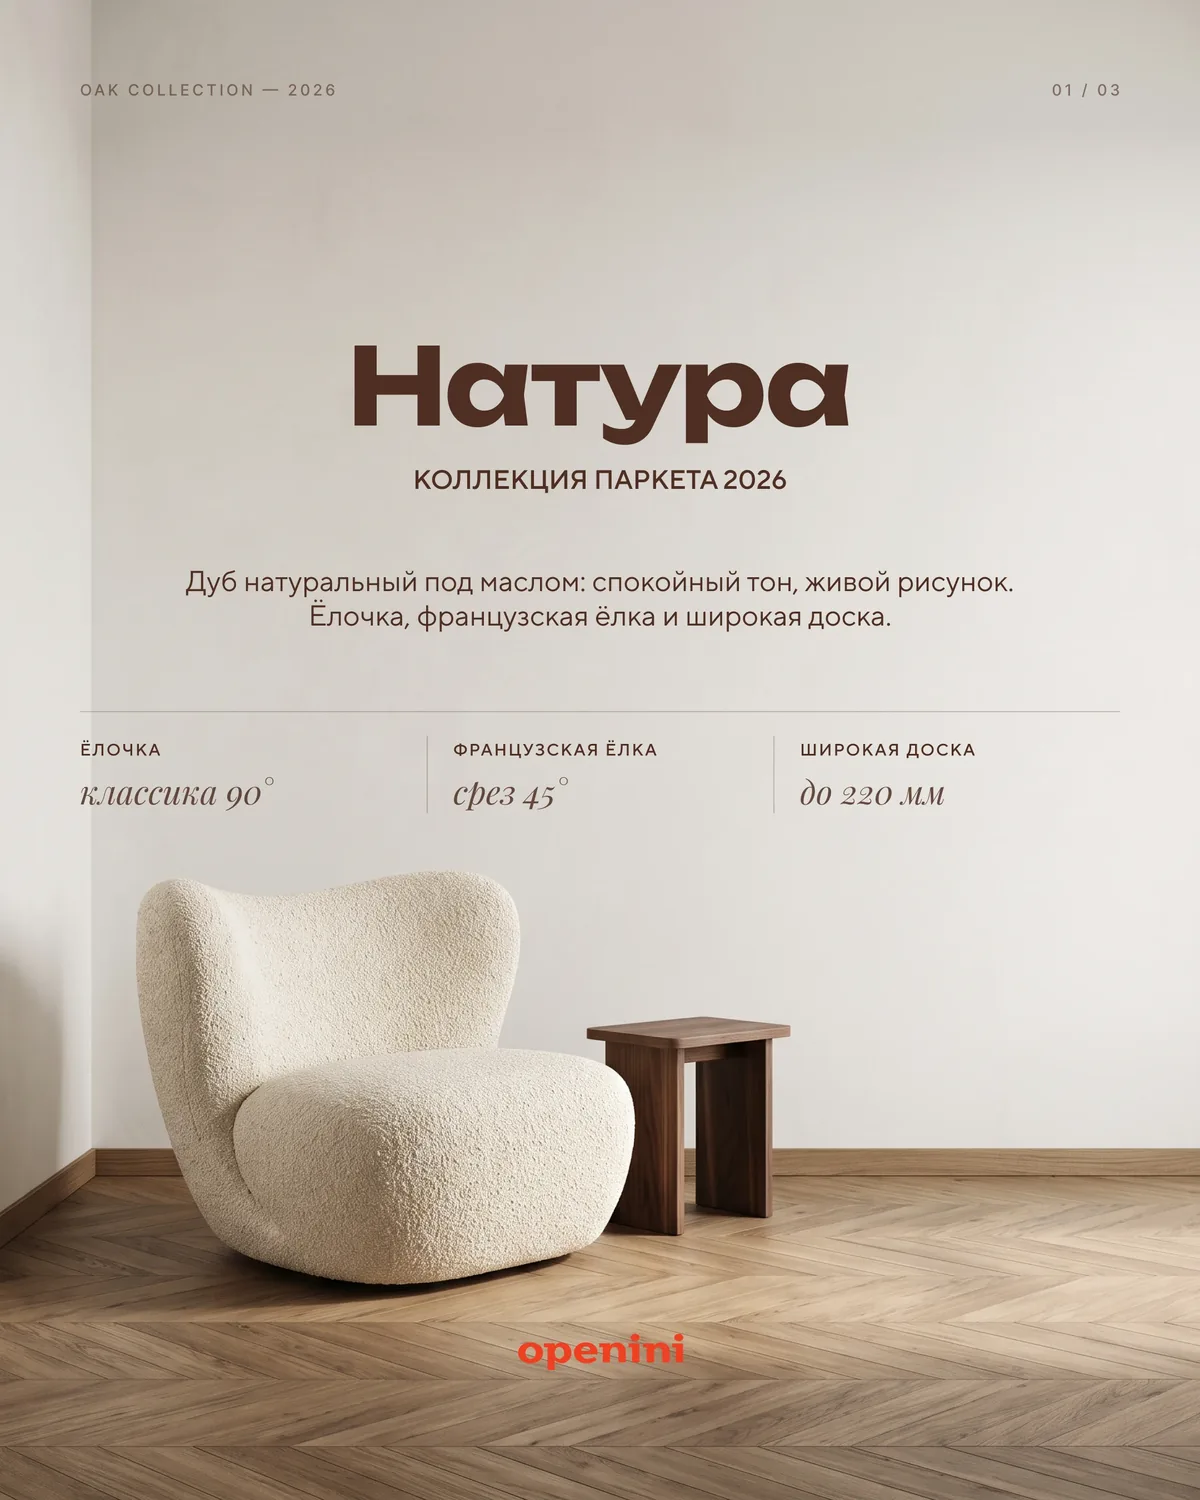 OAK COLLECTION — 2026
01 / 03
Натура
КОЛЛЕКЦИЯ ПАРКЕТА 2026
Дуб натуральный под маслом: спокойный тон, живой рисунок.
Ёлочка, французская ёлка и широкая доска.
ЁЛОЧКА
классика 90°
ФРАНЦУЗСКАЯ ЁЛКА
срез 45°
ШИРОКАЯ ДОСКА
до 220 мм
openini